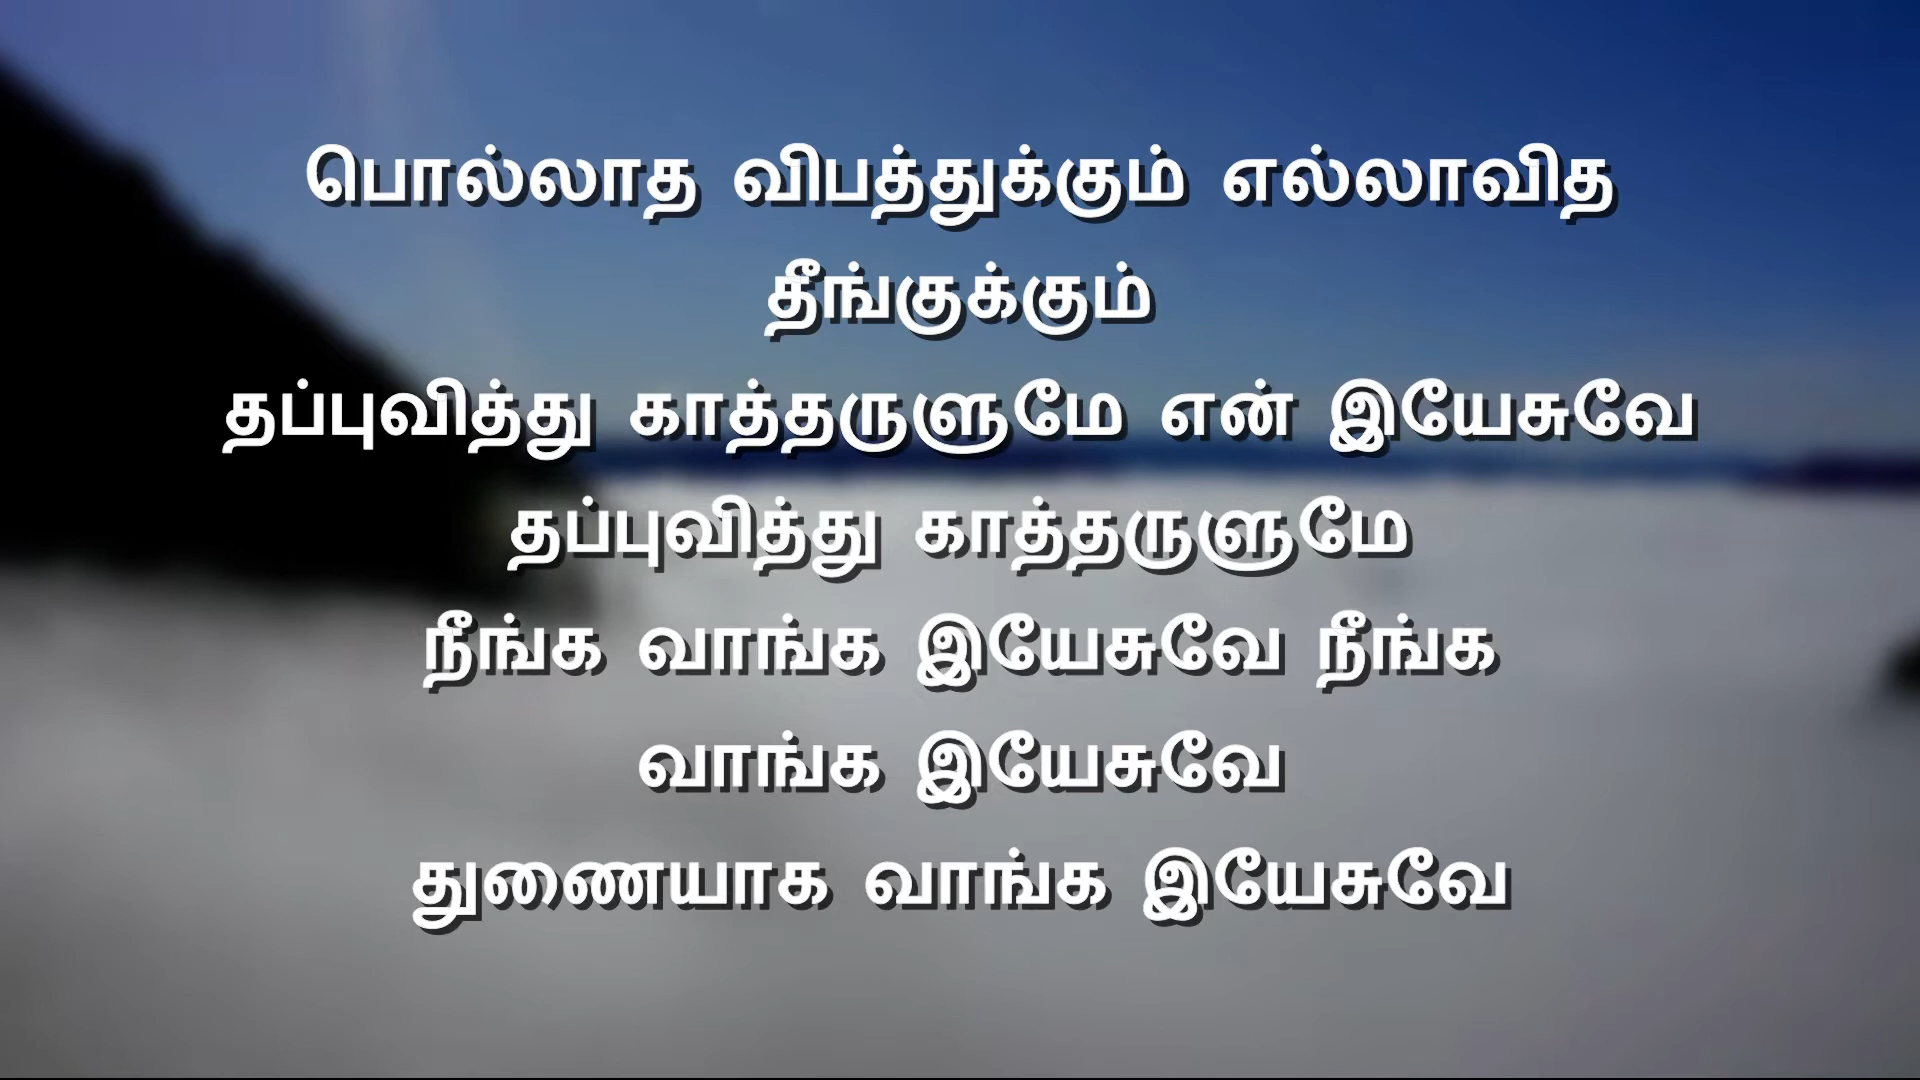 பொல்லாத விபத்துக்கும் எல்லாவித
தீங்குக்கும்
தப்புவித்து காத்தருளுமே என் இயேசுவே
தப்புவித்து காத்தருளுமே
நீங்க வாங்க இயேசுவே நீங்க
வாங்க இயேசுவே
துணையாக வாங்க இயேசுவே